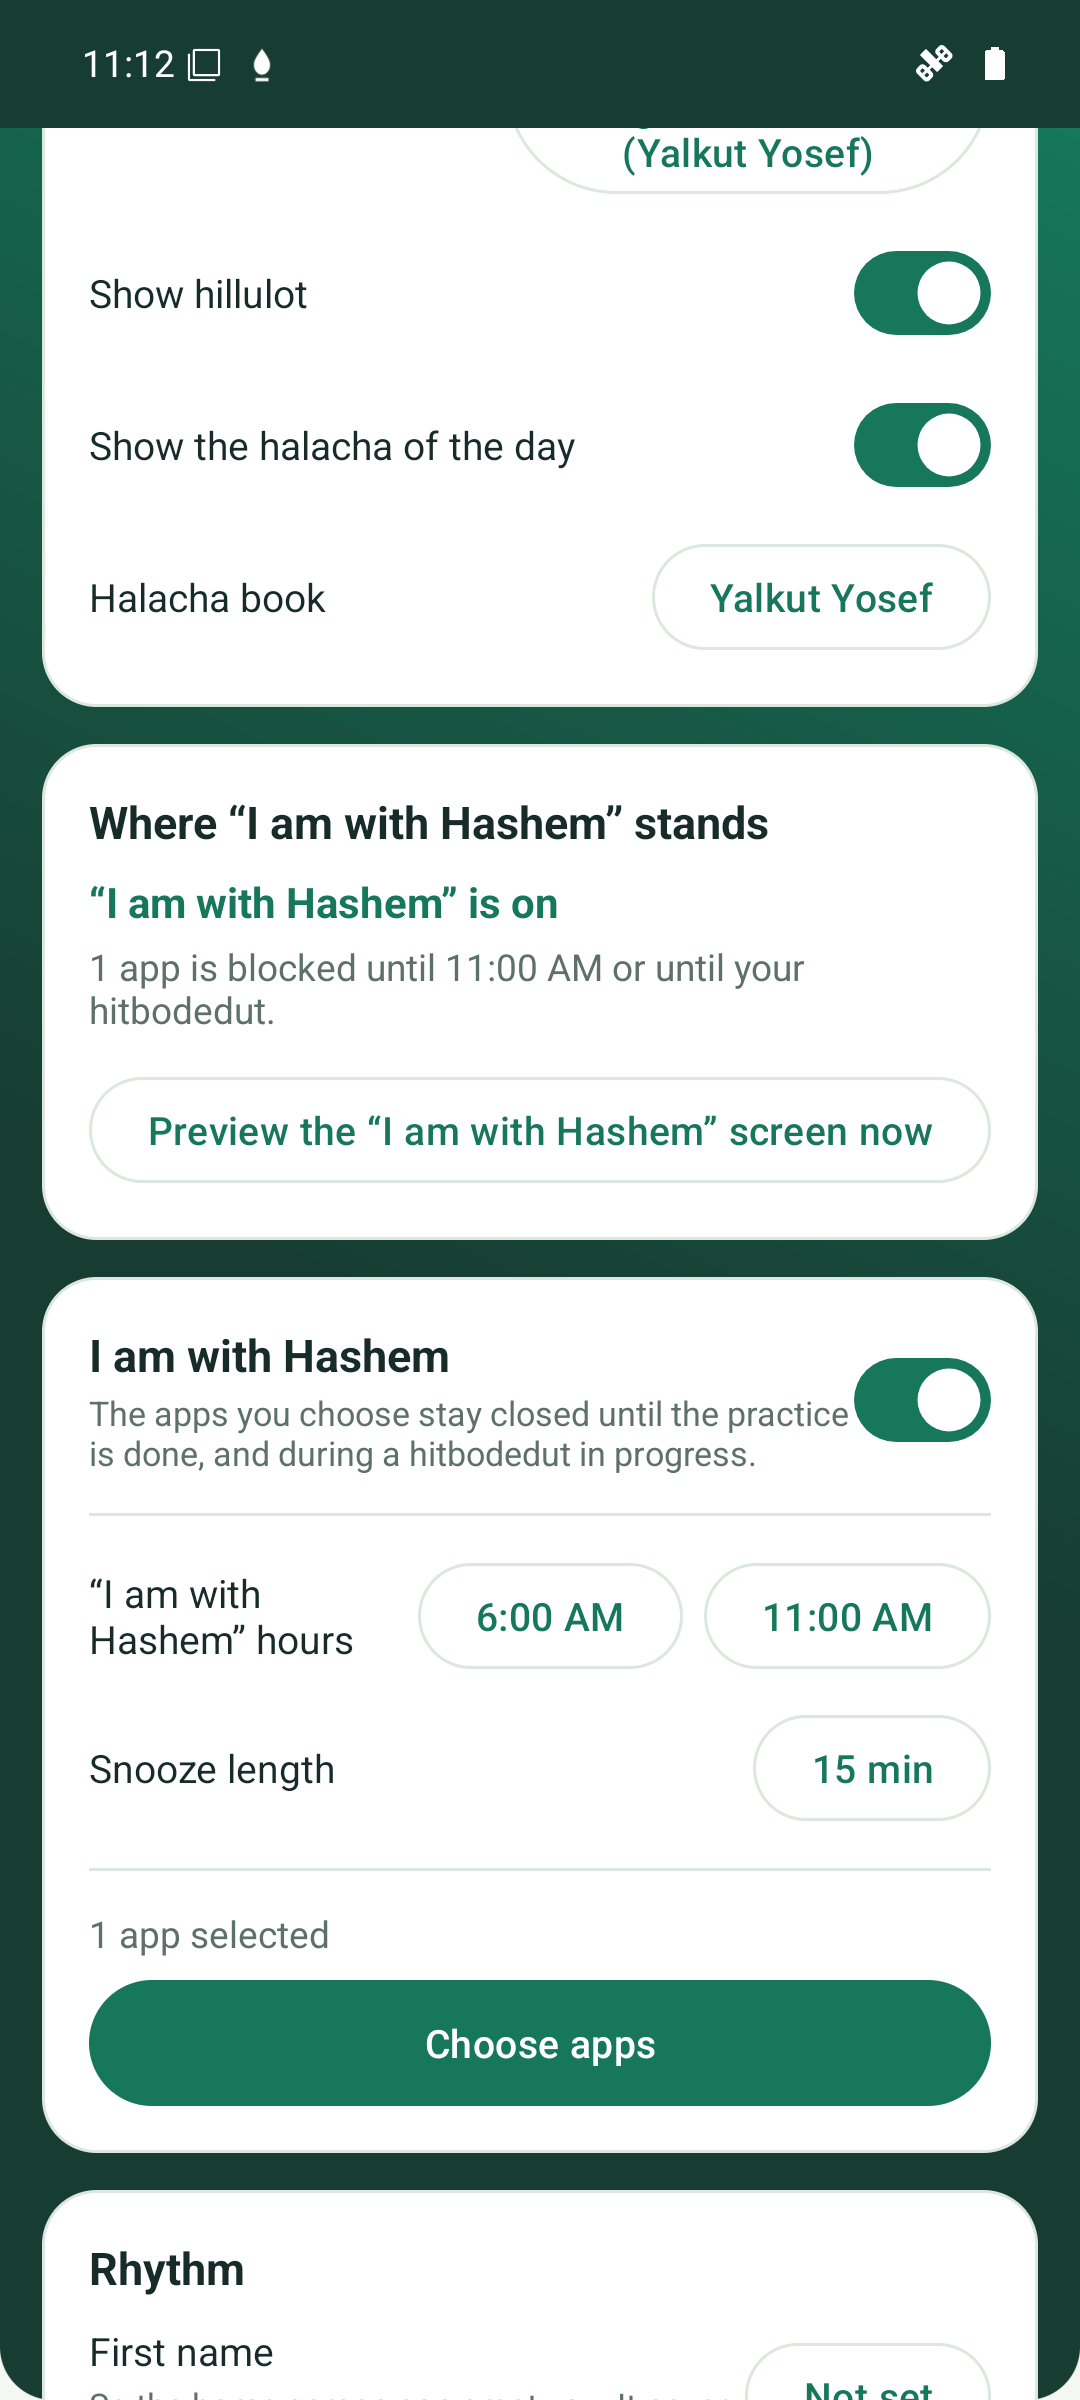 11:12
(Yalkut Yosef)
Show hillulot
Show the halacha of the day
Halacha book
Yalkut Yosef
Where “I am with Hashem” stands
“I am with Hashem” is on
1 app is blocked until 11:00 AM or until your
hitbodedut.
Preview the “I am with Hashem” screen now
I am with Hashem
The apps you choose stay closed until the practice
is done, and during a hitbodedut in progress.
“I am with
Hashem” hours
6:00 AM
11:00 AM
Snooze length
15 min
1 app selected
Choose apps
Rhythm
First name
Not set